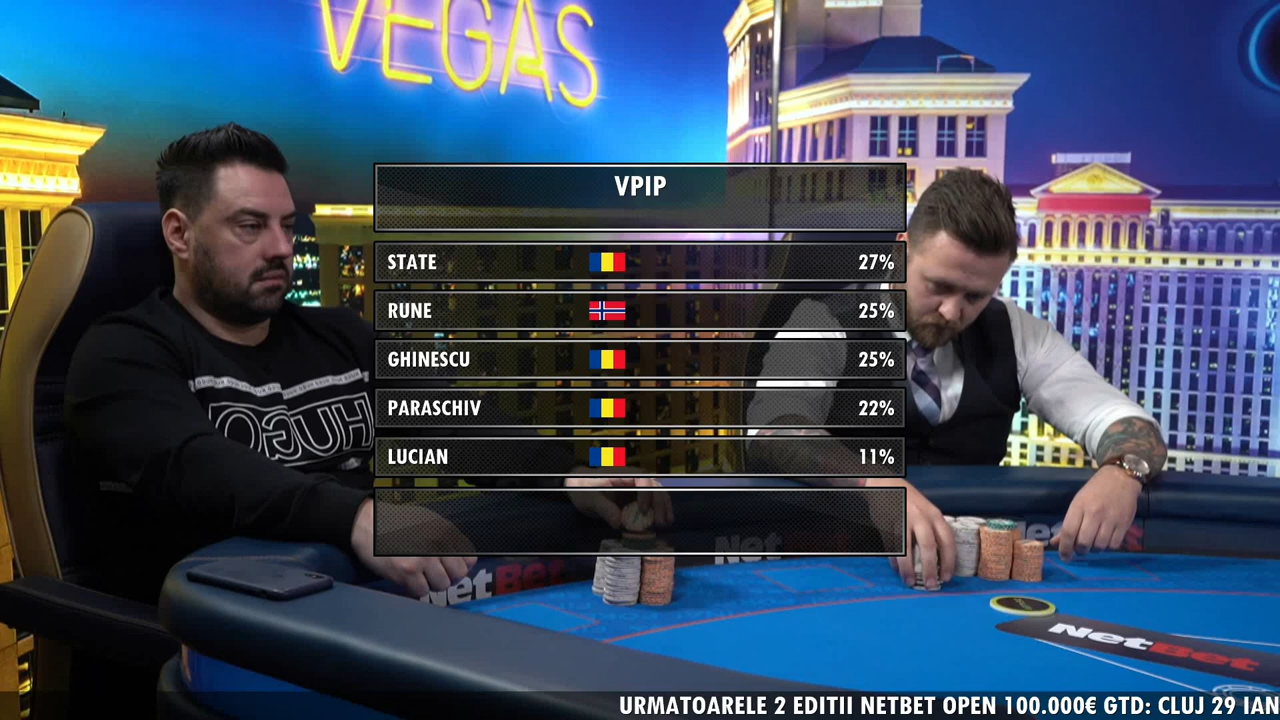 VEGAS
VPIP
STATE 27%
RUNE 25%
GHINESCU 25%
PARASCHIV 22%
LUCIAN 11%
HUGO
NetBet
Net
NetBet
URMATOARELE 2 EDITII NETBET OPEN 100.000€ GTD: CLUJ 29 IAN